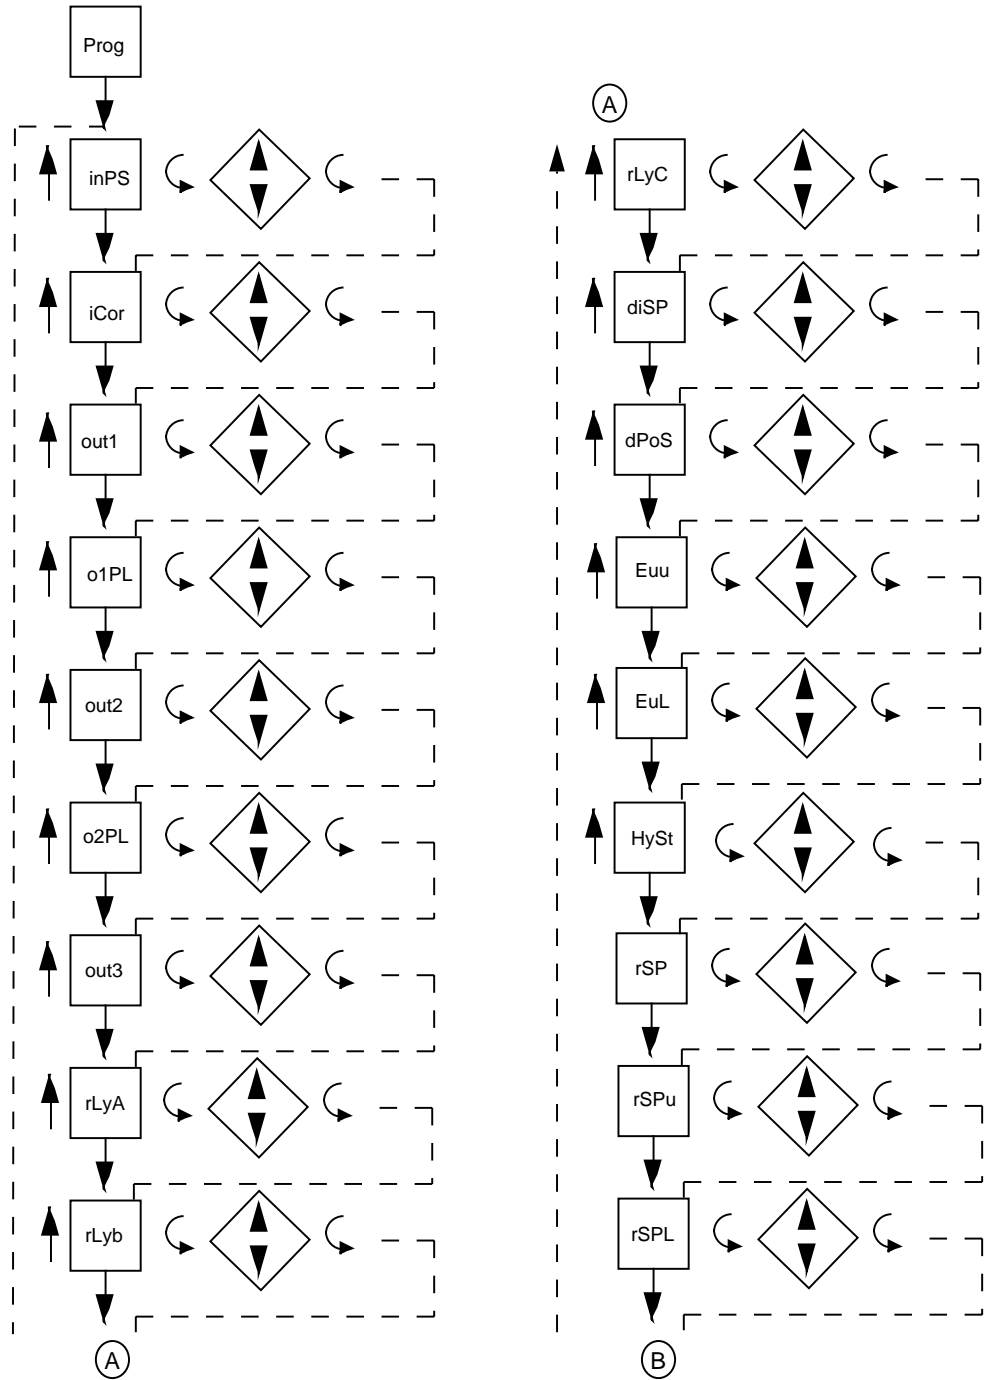 Prog
inPS
iCor
out1
o1PL
out2
o2PL
out3
rLyA
rLyb
A
A
rLyC
diSP
dPoS
Euu
EuL
HySt
rSP
rSPu
rSPL
B